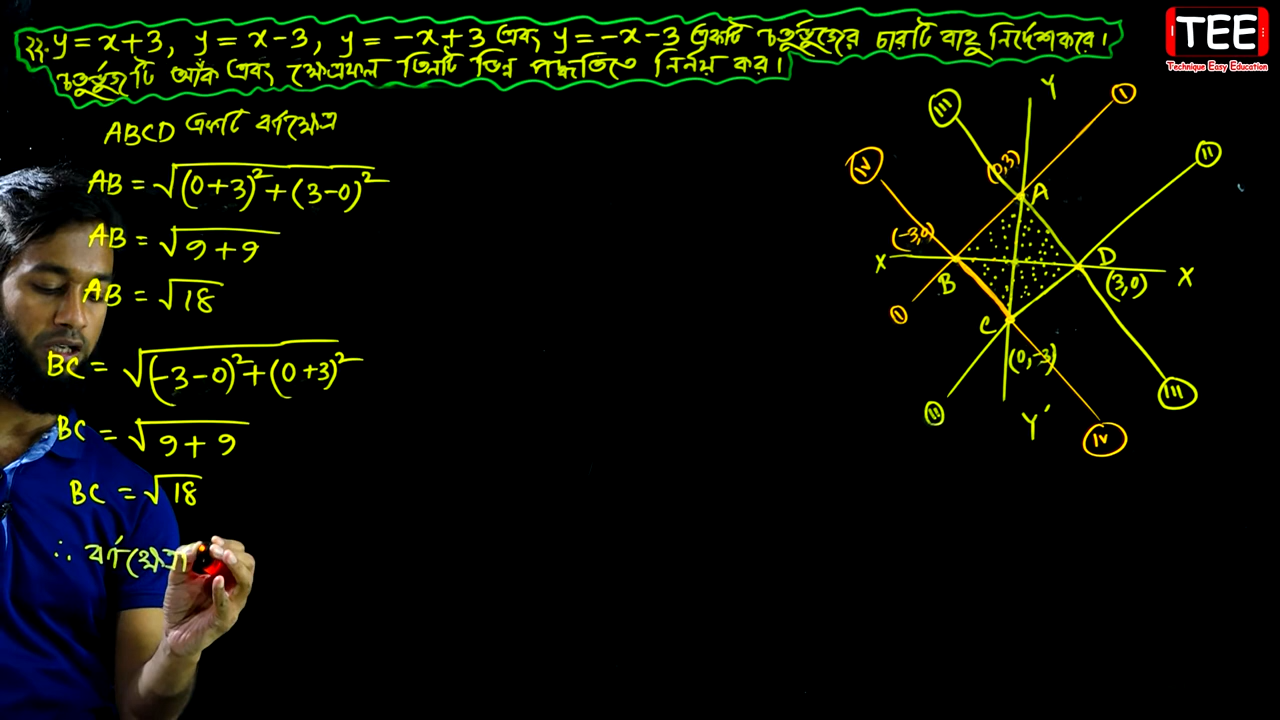 ২২. y = x+3, y = x-3, y = -x+3 এবং y = -x-3 একটি চতুর্ভুজের চারটি বাহু নির্দেশ করে।
চতুর্ভুজটি আঁক এবং ক্ষেত্রফল তিনটি ভিন্ন পদ্ধতিতে নির্ণয় কর।
TEE
Technique Easy Education
ABCD একটি বর্গক্ষেত্র
AB = √(0+3)²+(3-0)²
AB = √9+9
AB = √18
BC = √(-3-0)²+(0+3)²
BC = √9+9
BC = √18
∴ বর্গক্ষেত্র
Y
I
III
II
IV
(0,3)
A
(-3,0)
X
B
D
X
(3,0)
I
C
(0,-3)
II
III
Y′
IV